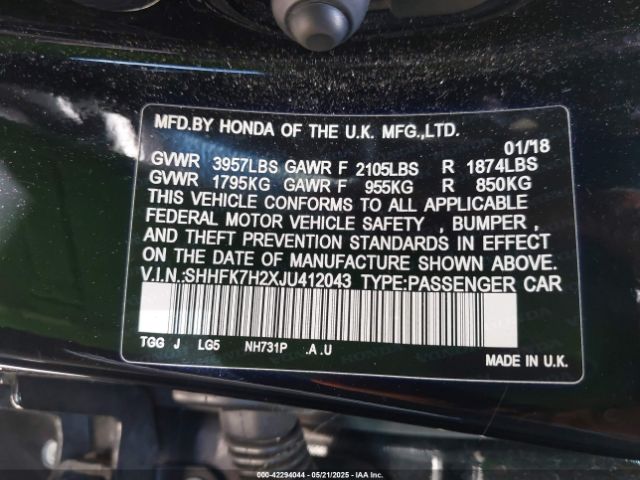 MFD.BY HONDA OF THE U.K. MFG.,LTD.
01/18
GVWR 3957LBS GAWR F 2105LBS R 1874LBS
GVWR 1795KG GAWR F 955KG R 850KG
THIS VEHICLE CONFORMS TO ALL APPLICABLE
FEDERAL MOTOR VEHICLE SAFETY , BUMPER ,
AND THEFT PREVENTION STANDARDS IN EFFECT
ON THE DATE OF MANUFACTURE SHOWN ABOVE.
V.I.N.:SHHFK7H2XJU412043 TYPE:PASSENGER CAR
TGG J LG5 NH731P .A .U
MADE IN U.K.
000-42294044 - 05/21/2025 - IAA Inc.